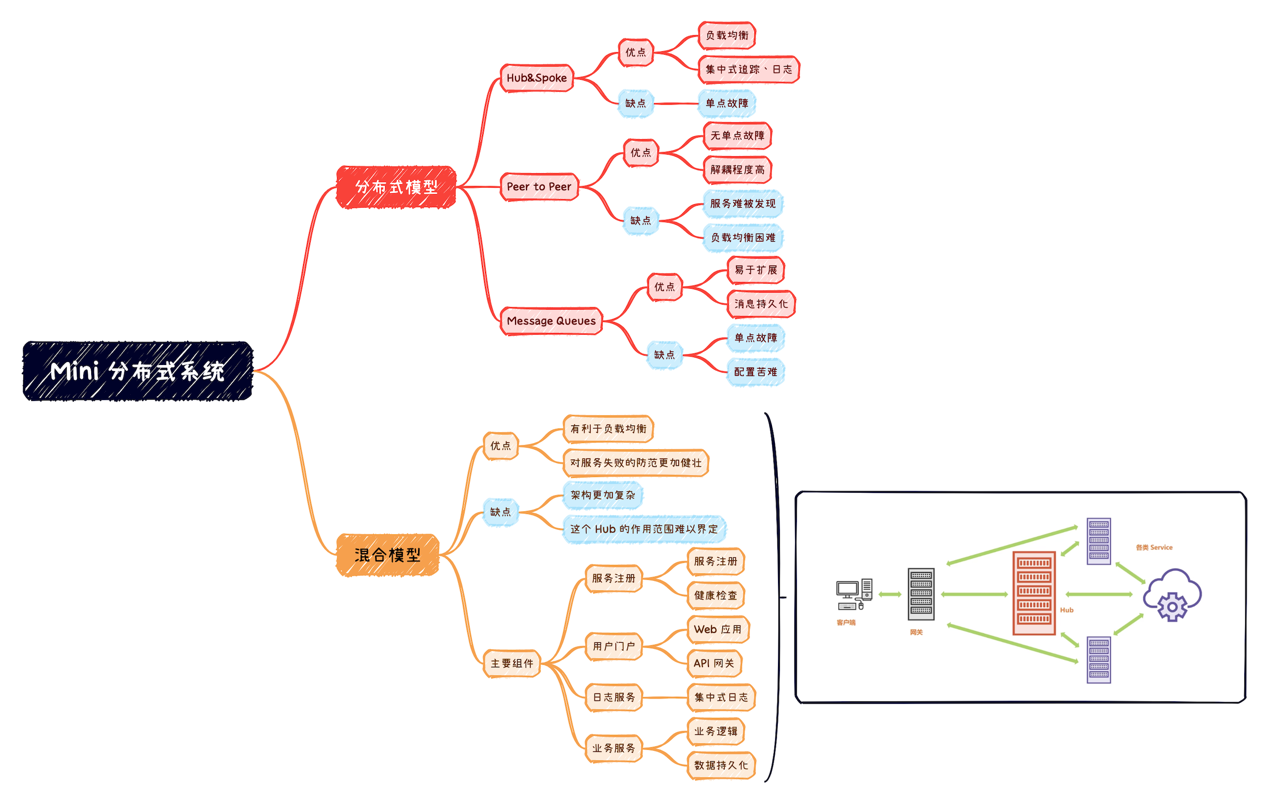 Mini 分布式系统
分布式模型
Hub&Spoke
优点
负载均衡
集中式追踪、日志
缺点
单点故障
Peer to Peer
优点
无单点故障
解耦程度高
缺点
服务难被发现
负载均衡困难
Message Queues
优点
易于扩展
消息持久化
缺点
单点故障
配置苦难
混合模型
优点
有利于负载均衡
对服务失败的防范更加健壮
缺点
架构更加复杂
这个 Hub 的作用范围难以界定
主要组件
服务注册
服务注册
健康检查
用户门户
Web 应用
API 网关
日志服务
集中式日志
业务服务
业务逻辑
数据持久化
客户端
网关
Hub
各类 Service